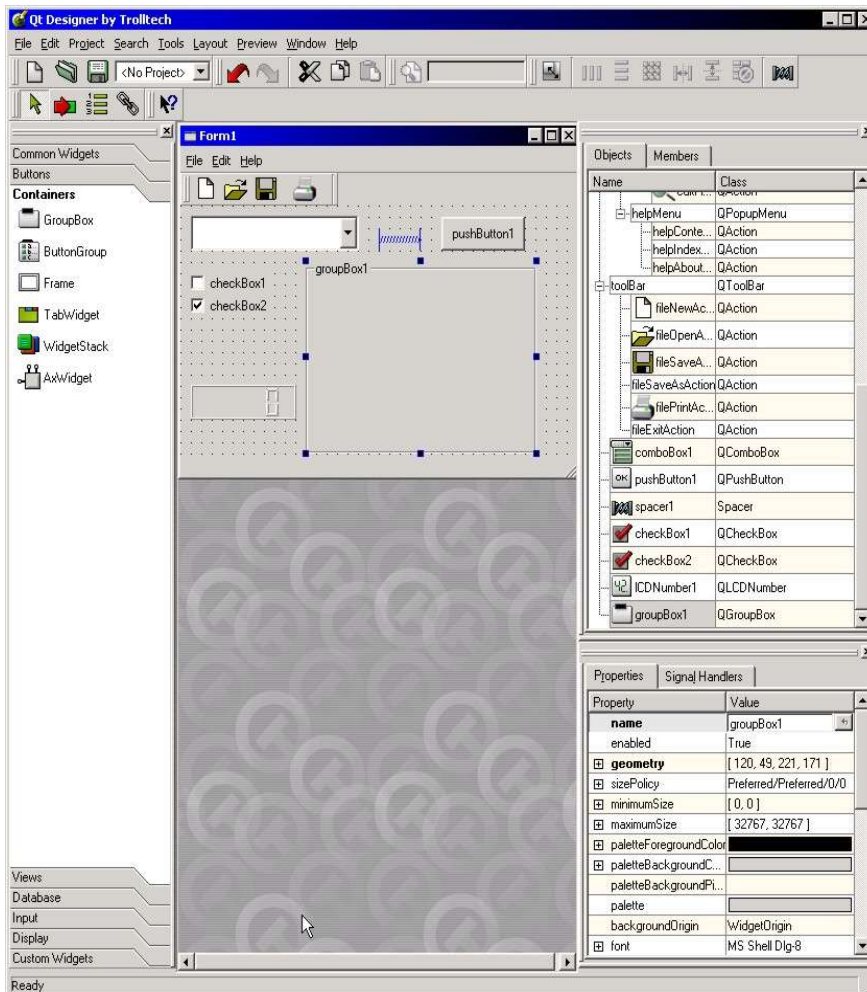 Qt Designer by Trolltech
File Edit Project Search Tools Layout Preview Window Help
<No Project>
Common Widgets
Buttons
Containers
GroupBox
ButtonGroup
Frame
TabWidget
WidgetStack
AxWidget
Views
Database
Input
Display
Custom Widgets
Form1
File Edit Help
pushButton1
checkBox1
checkBox2
groupBox1
0
Objects Members
Name Class
QAction
helpMenu QPopupMenu
helpConte... QAction
helpIndex... QAction
helpAbout... QAction
toolBar QToolBar
fileNewAc... QAction
fileOpenA... QAction
fileSaveA... QAction
fileSaveAsAction QAction
filePrintAc... QAction
fileExitAction QAction
comboBox1 QComboBox
OK pushButton1 QPushButton
spacer1 Spacer
checkBox1 QCheckBox
checkBox2 QCheckBox
42 lCDNumber1 QLCDNumber
groupBox1 QGroupBox
Properties Signal Handlers
Property Value
name groupBox1
enabled True
geometry [ 120, 49, 221, 171 ]
sizePolicy Preferred/Preferred/0/0
minimumSize [ 0, 0 ]
maximumSize [ 32767, 32767 ]
paletteForegroundColor
paletteBackgroundC...
paletteBackgroundPi...
palette
backgroundOrigin WidgetOrigin
font MS Shell Dlg-8
Ready